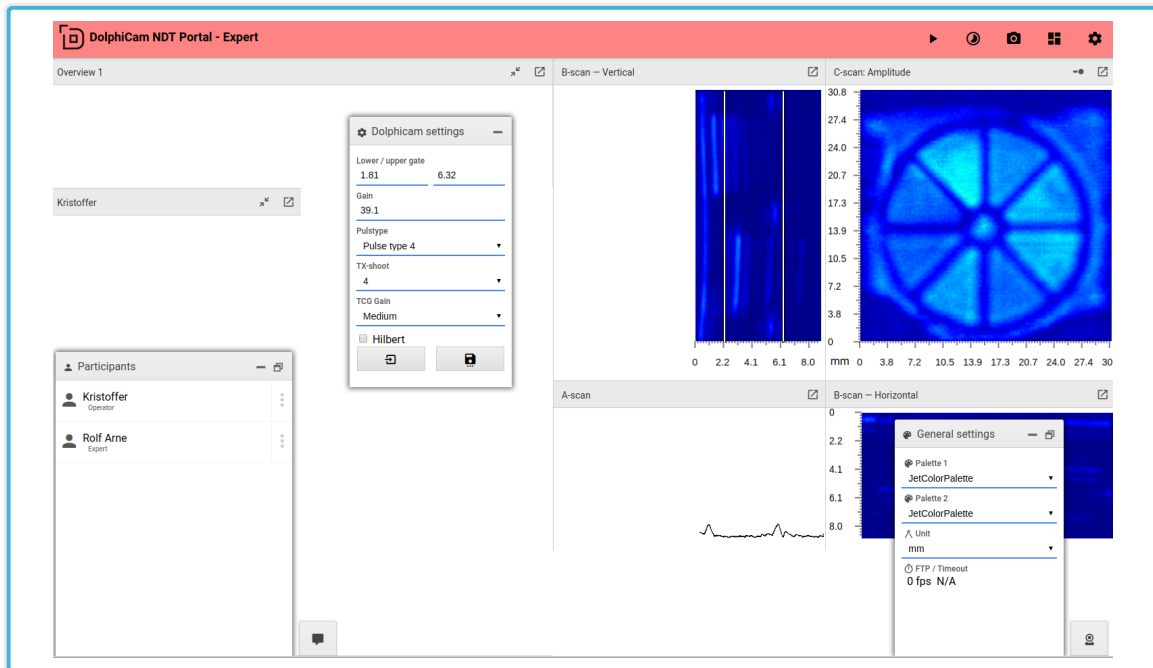 DolphiCam NDT Portal - Expert
Overview 1
B-scan — Vertical
C-scan: Amplitude
Kristoffer
Dolphicam settings
Lower / upper gate
1.81 6.32
Gain
39.1
Pulstype
Pulse type 4
TX-shoot
4
TCG Gain
Medium
Hilbert
30.8
27.4
24.0
20.7
17.3
13.9
10.5
7.2
3.8
0
0 2.2 4.1 6.1 8.0
mm 0 3.8 7.2 10.5 13.9 17.3 20.7 24.0 27.4 30
Participants
Kristoffer
Operator
Rolf Arne
Expert
A-scan
B-scan — Horizontal
0
2.2
4.1
6.1
8.0
General settings
Palette 1
JetColorPalette
Palette 2
JetColorPalette
Unit
mm
FTP / Timeout
0 fps N/A